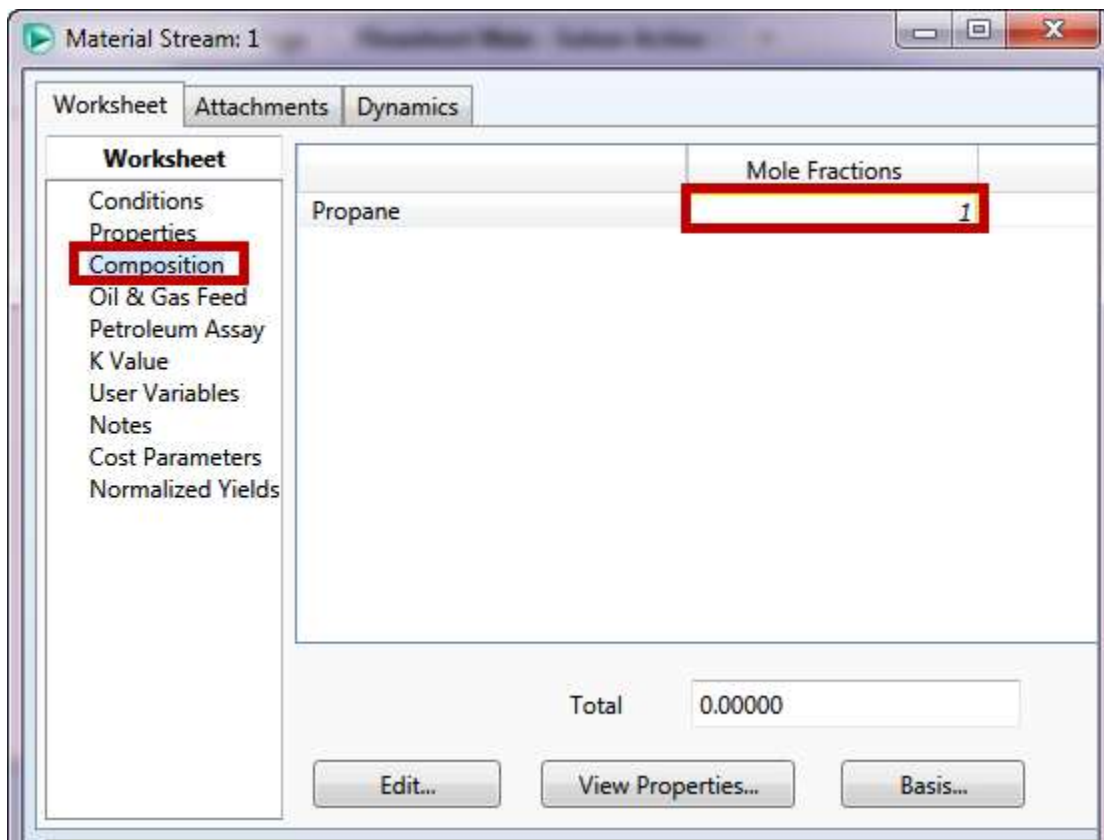 Material Stream: 1
Worksheet Attachments Dynamics
Worksheet
Conditions
Properties
Composition
Oil & Gas Feed
Petroleum Assay
K Value
User Variables
Notes
Cost Parameters
Normalized Yields
Mole Fractions
Propane 1
Total 0.00000
Edit... View Properties... Basis...